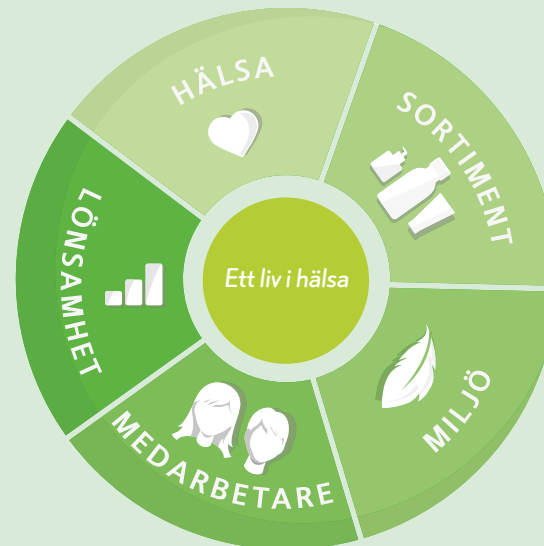 HÄLSA
SORTIMENT
MILJÖ
MEDARBETARE
LÖNSAMHET
Ett liv i hälsa